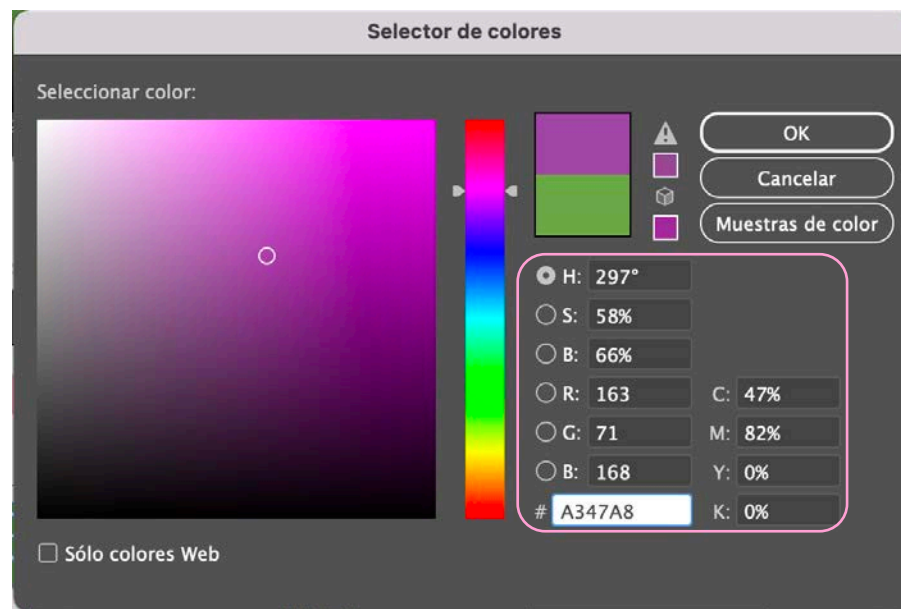 Selector de colores
Seleccionar color:
OK
Cancelar
Muestras de color
H: 297°
S: 58%
B: 66%
R: 163 C: 47%
G: 71 M: 82%
B: 168 Y: 0%
# A347A8 K: 0%
Sólo colores Web